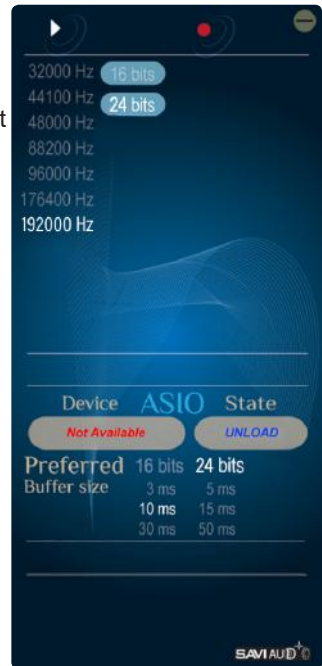 32000 Hz 16 bits
44100 Hz 24 bits
t
48000 Hz
88200 Hz
96000 Hz
176400 Hz
192000 Hz
Device ASIO State
Not Available UNLOAD
Preferred 16 bits 24 bits
Buffer size 3 ms 5 ms
10 ms 15 ms
30 ms 50 ms
SAVIAUDIO